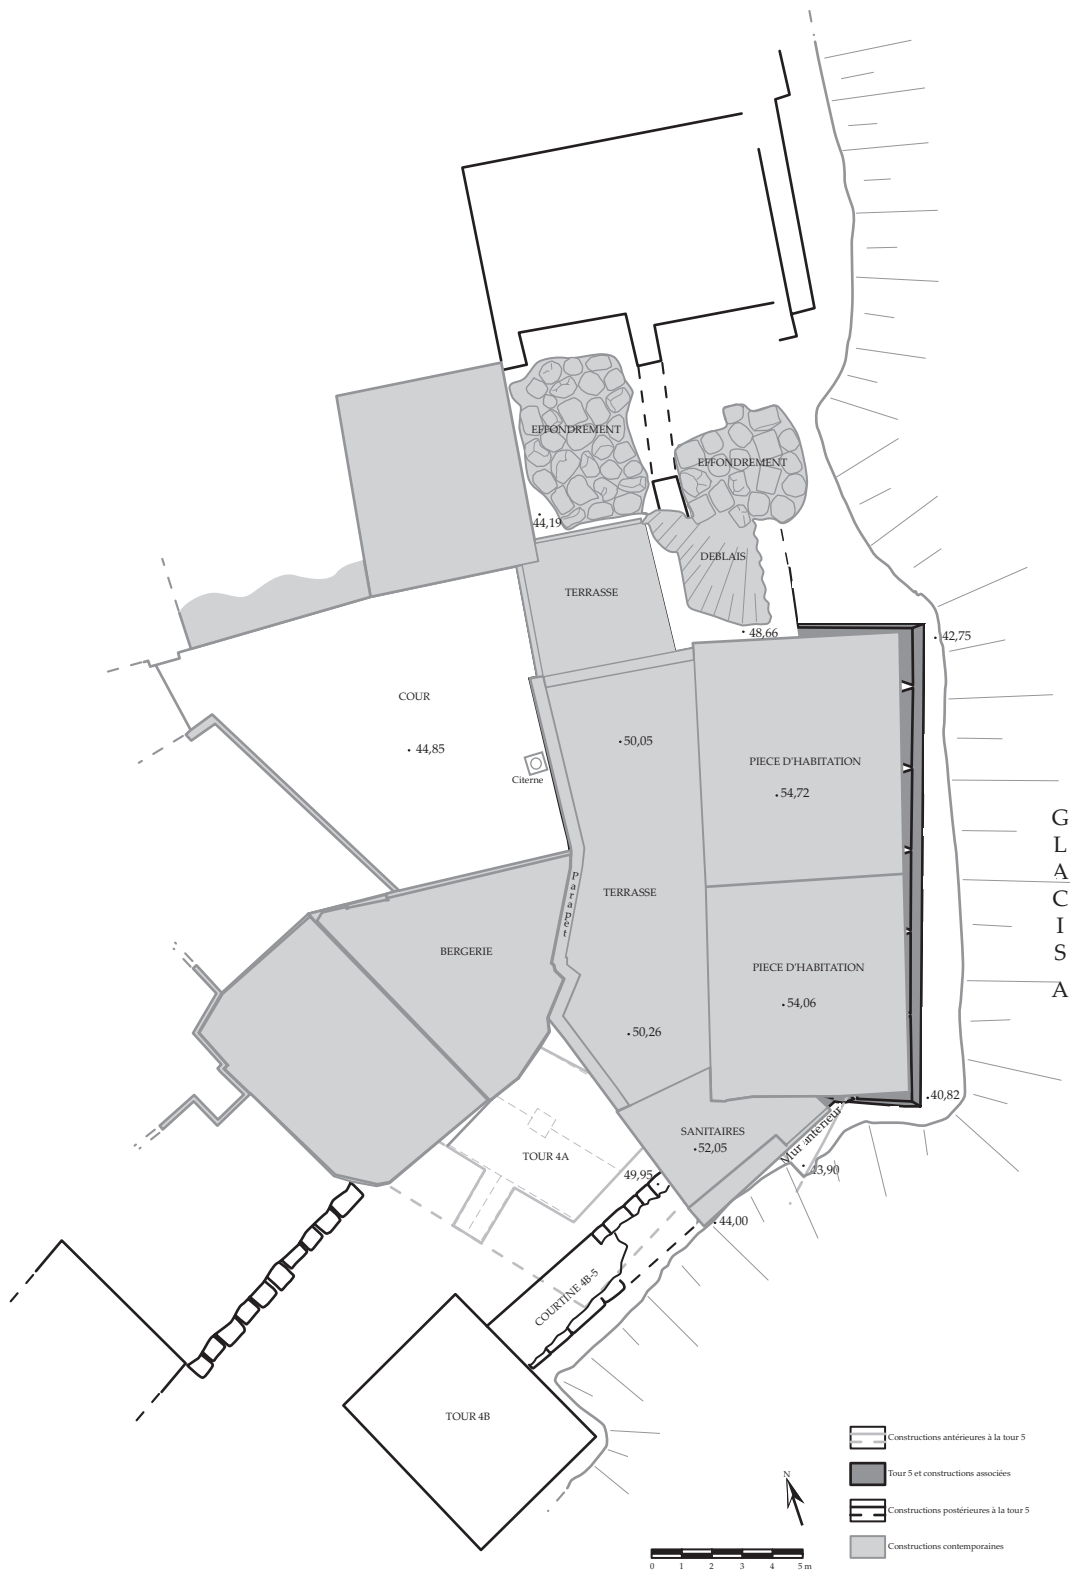 EFFONDREMENT
EFFONDREMENT
44,19
DEBLAIS
TERRASSE
48,66
42,75
COUR
44,85
50,05
PIECE D'HABITATION
54,72
Citerne
GLACIS A
Parapet
TERRASSE
BERGERIE
PIECE D'HABITATION
54,06
50,26
40,82
SANITAIRES
52,05
Mur antérieur
TOUR 4A
49,95
43,90
44,00
COURTINE 4B-5
TOUR 4B
Constructions antérieures à la tour 5
Tour 5 et constructions associées
Constructions postérieures à la tour 5
Constructions contemporaines
N
0 1 2 3 4 5 m